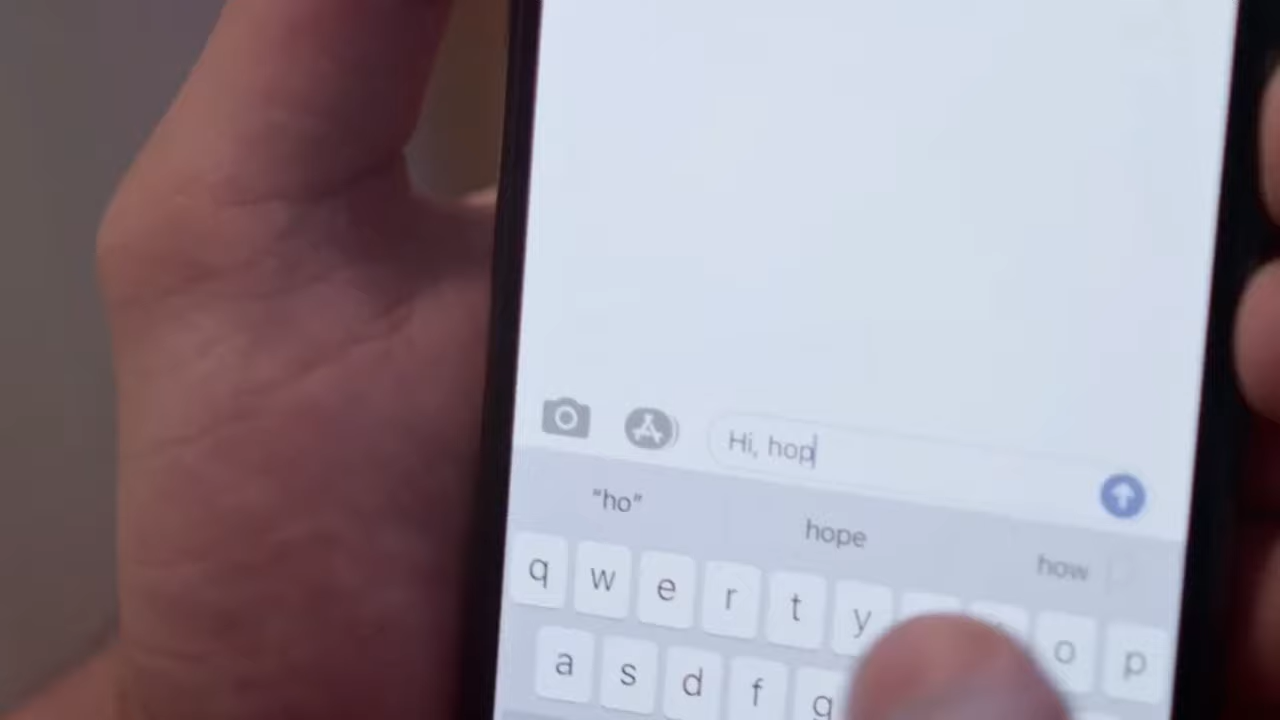 Hi, hop
"ho" hope how
q w e r t y o p
a s d f g